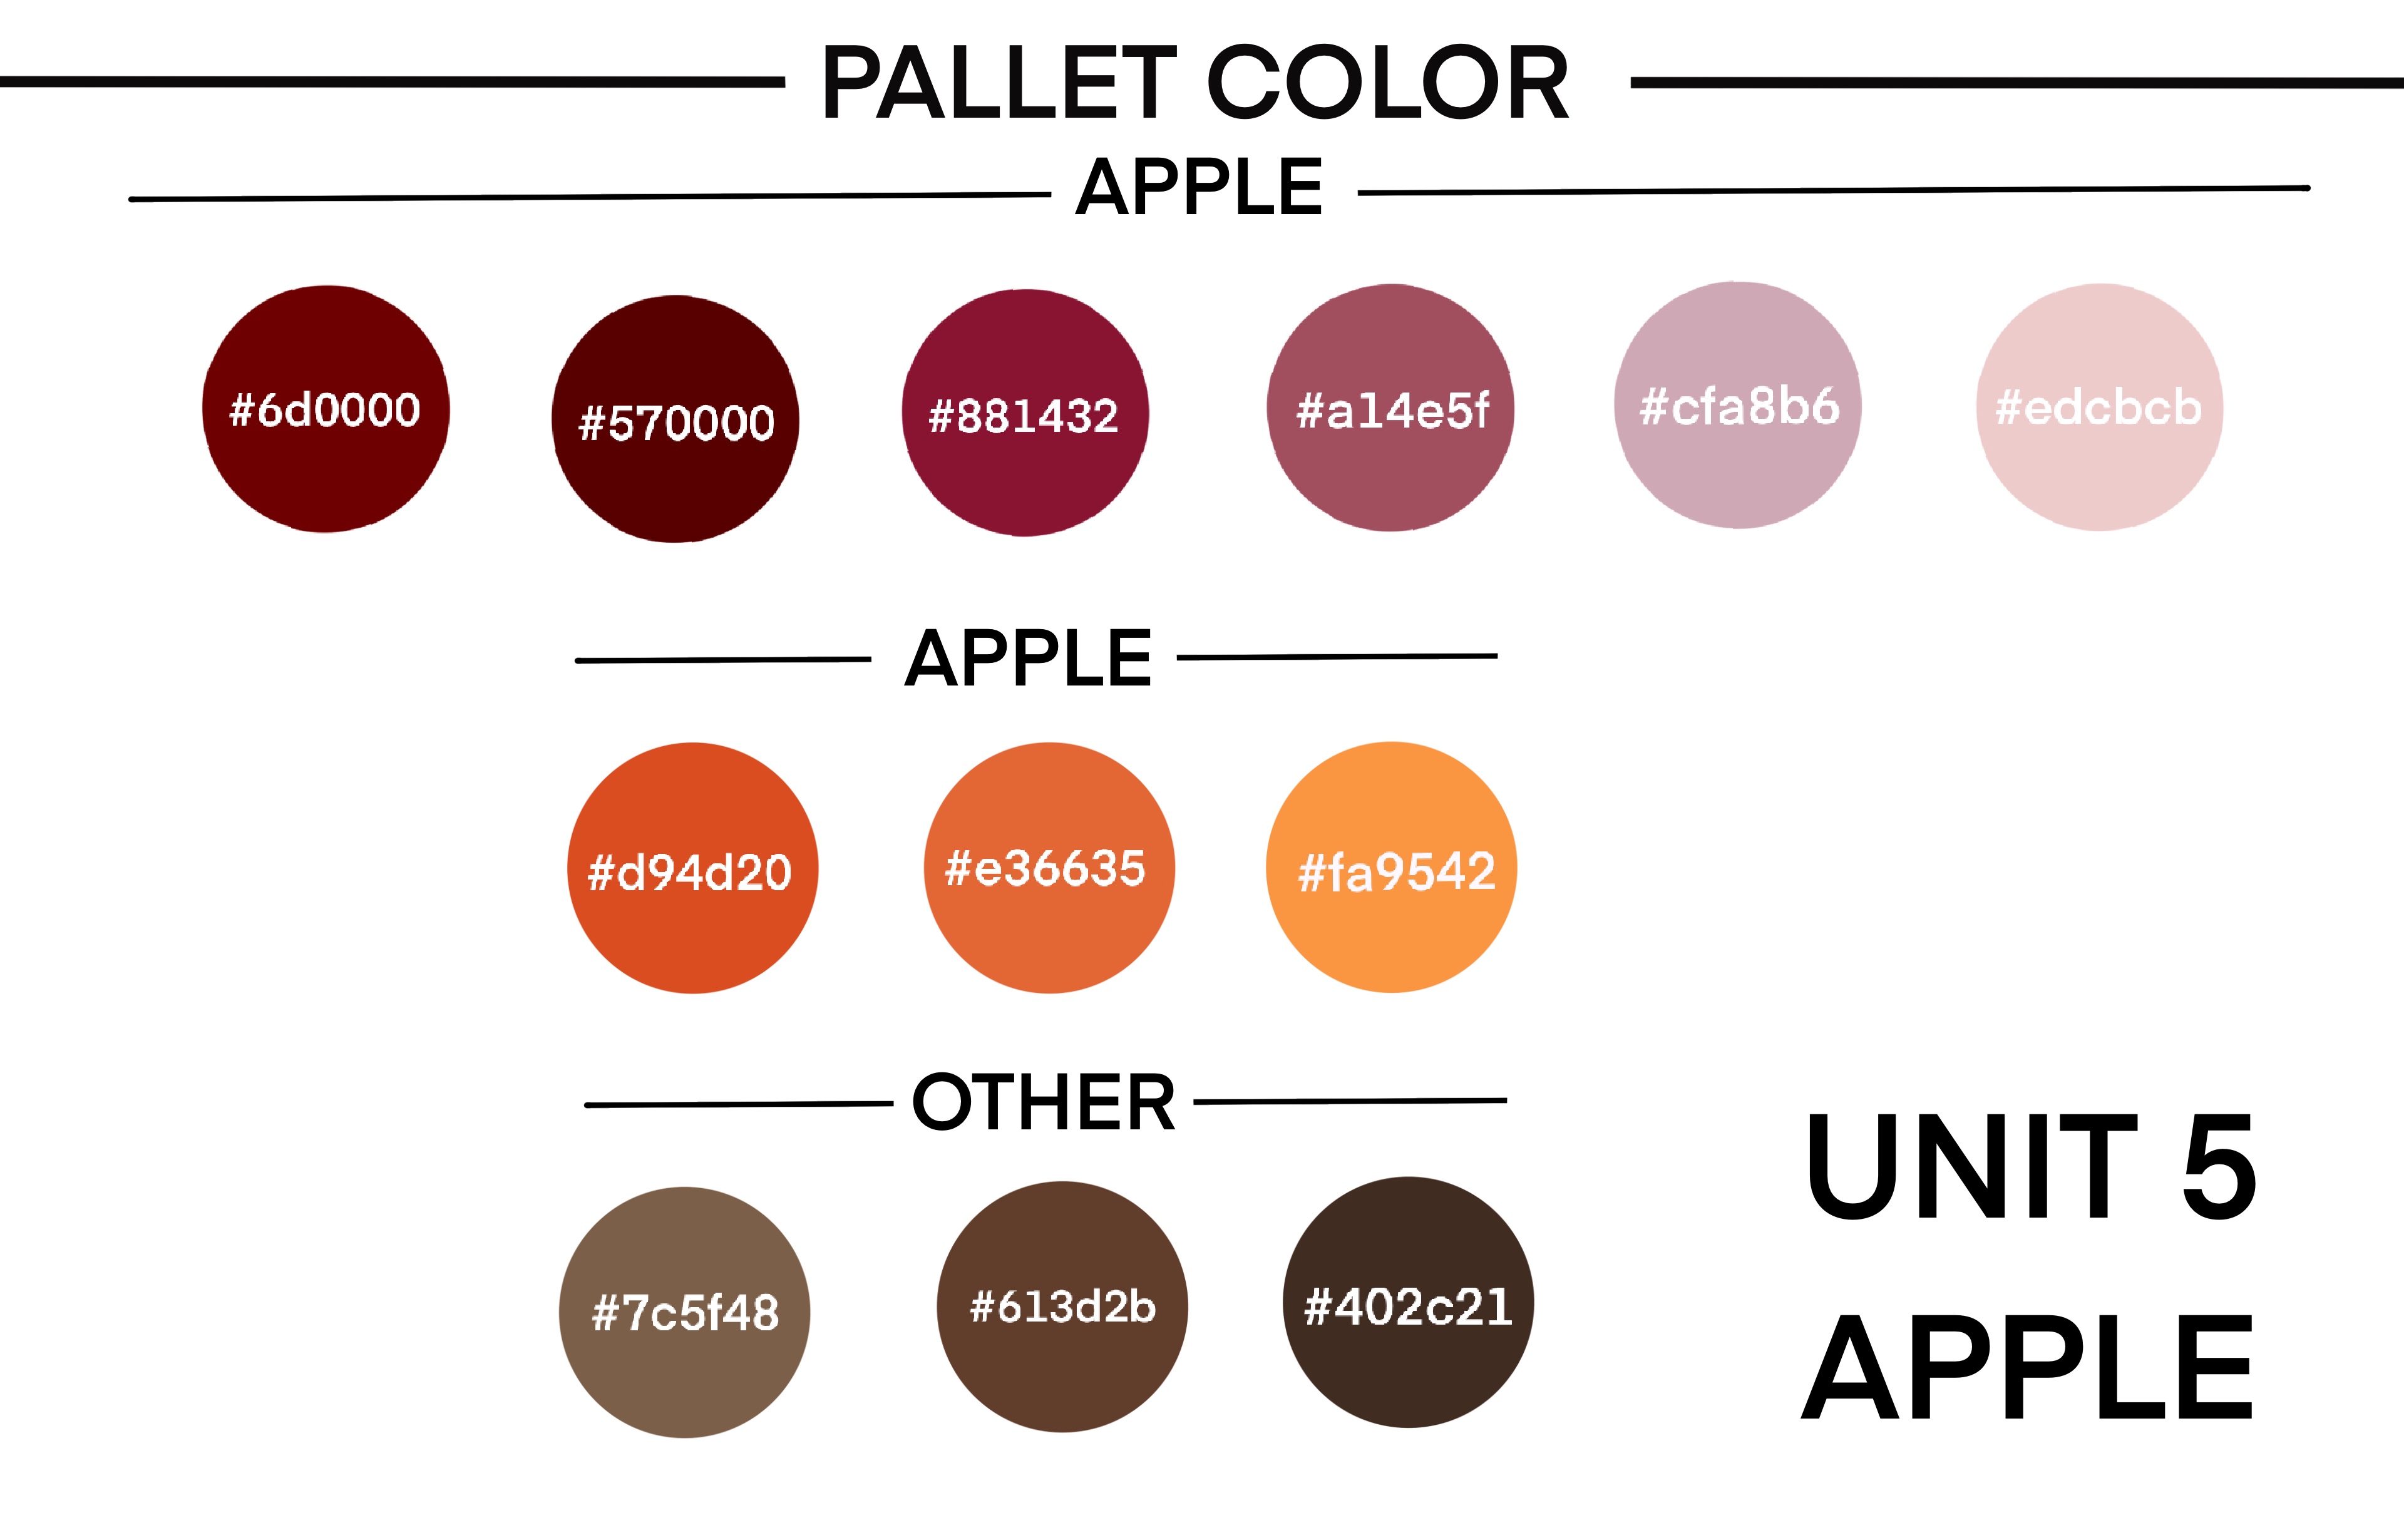 PALLET COLOR
APPLE
#6d0000 #570000 #881432 #a14e5f #cfa8b6 #edcbcb
APPLE
#d94d20 #e36635 #fa9542
OTHER
#7c5f48 #613d2b #402c21
UNIT 5
APPLE